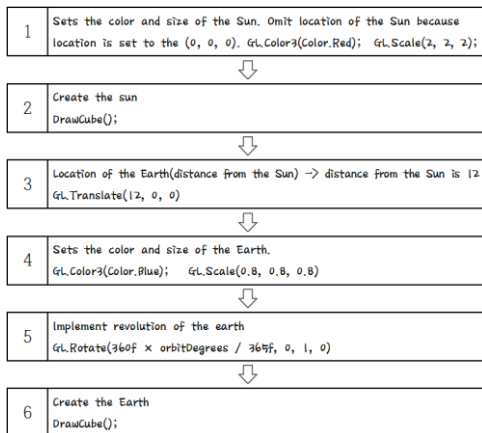 1
Sets the color and size of the Sun. Omit location of the Sun because
location is set to the (0, 0, 0). GL.Color3(Color.Red); GL.Scale(2, 2, 2);
2
Create the sun
DrawCube();
3
Location of the Earth(distance from the Sun) -> distance from the Sun is 12
GL.Translate(12, 0, 0)
4
Sets the color and size of the Earth.
GL.Color3(Color.Blue); GL.Scale(0.8, 0.8, 0.8)
5
Implement revolution of the earth
GL.Rotate(360f × orbitDegrees / 365f, 0, 1, 0)
6
Create the Earth
DrawCube();